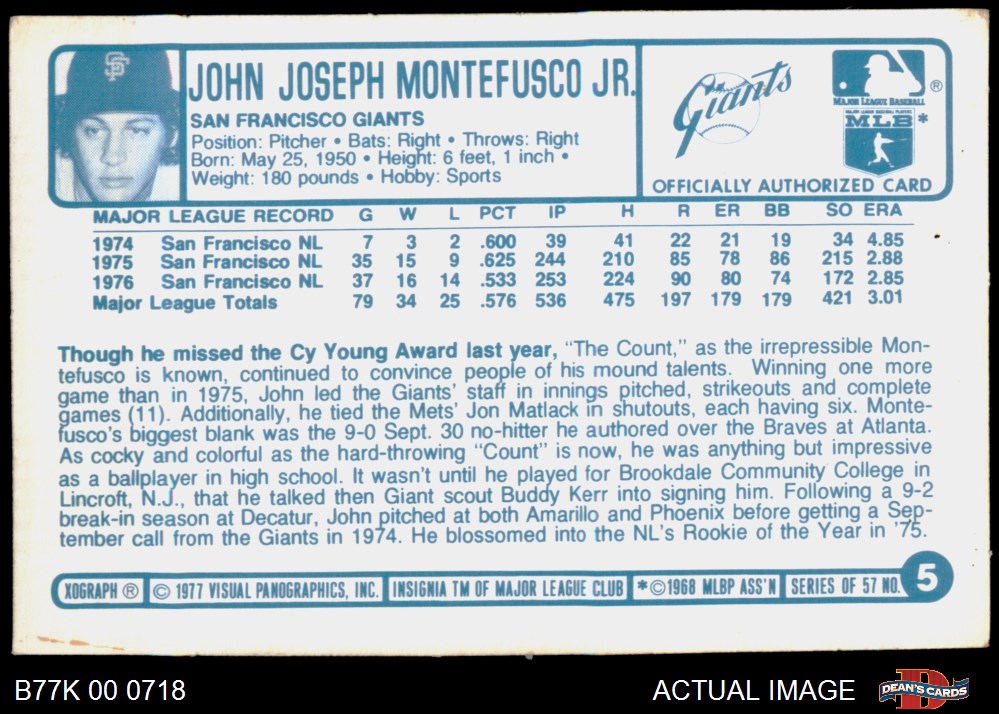 SF
JOHN JOSEPH MONTEFUSCO JR.
SAN FRANCISCO GIANTS
Position: Pitcher • Bats: Right • Throws: Right
Born: May 25, 1950 • Height: 6 feet, 1 inch •
Weight: 180 pounds • Hobby: Sports
Giants
MAJOR LEAGUE BASEBALL
®
MAJOR LEAGUE BASEBALL PLAYERS
MLB*
OFFICIALLY AUTHORIZED CARD
MAJOR LEAGUE RECORD G W L PCT IP H R ER BB SO ERA
1974 San Francisco NL 7 3 2 .600 39 41 22 21 19 34 4.85
1975 San Francisco NL 35 15 9 .625 244 210 85 78 86 215 2.88
1976 San Francisco NL 37 16 14 .533 253 224 90 80 74 172 2.85
Major League Totals 79 34 25 .576 536 475 197 179 179 421 3.01
Though he missed the Cy Young Award last year, "The Count," as the irrepressible Mon-
tefusco is known, continued to convince people of his mound talents. Winning one more
game than in 1975, John led the Giants' staff in innings pitched, strikeouts and complete
games (11). Additionally, he tied the Mets' Jon Matlack in shutouts, each having six. Monte-
fusco's biggest blank was the 9-0 Sept. 30 no-hitter he authored over the Braves at Atlanta.
As cocky and colorful as the hard-throwing "Count" is now, he was anything but impressive
as a ballplayer in high school. It wasn't until he played for Brookdale Community College in
Lincroft, N.J., that he talked then Giant scout Buddy Kerr into signing him. Following a 9-2
break-in season at Decatur, John pitched at both Amarillo and Phoenix before getting a Sep-
tember call from the Giants in 1974. He blossomed into the NL's Rookie of the Year in '75.
XOGRAPH ® © 1977 VISUAL PANOGRAPHICS, INC. INSIGNIA TM OF MAJOR LEAGUE CLUB *©1968 MLBP ASS'N SERIES OF 57 NO. 5
B77K 00 0718 ACTUAL IMAGE D DEAN'S CARDS